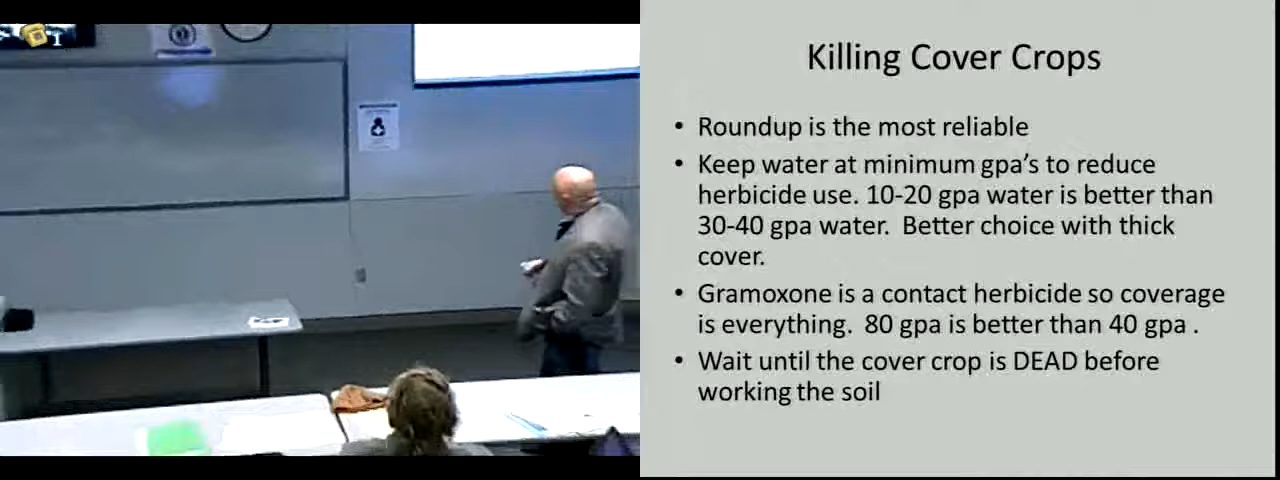 Killing Cover Crops
• Roundup is the most reliable
• Keep water at minimum gpa's to reduce
herbicide use. 10-20 gpa water is better than
30-40 gpa water.  Better choice with thick
cover.
• Gramoxone is a contact herbicide so coverage
is everything.  80 gpa is better than 40 gpa .
• Wait until the cover crop is DEAD before
working the soil